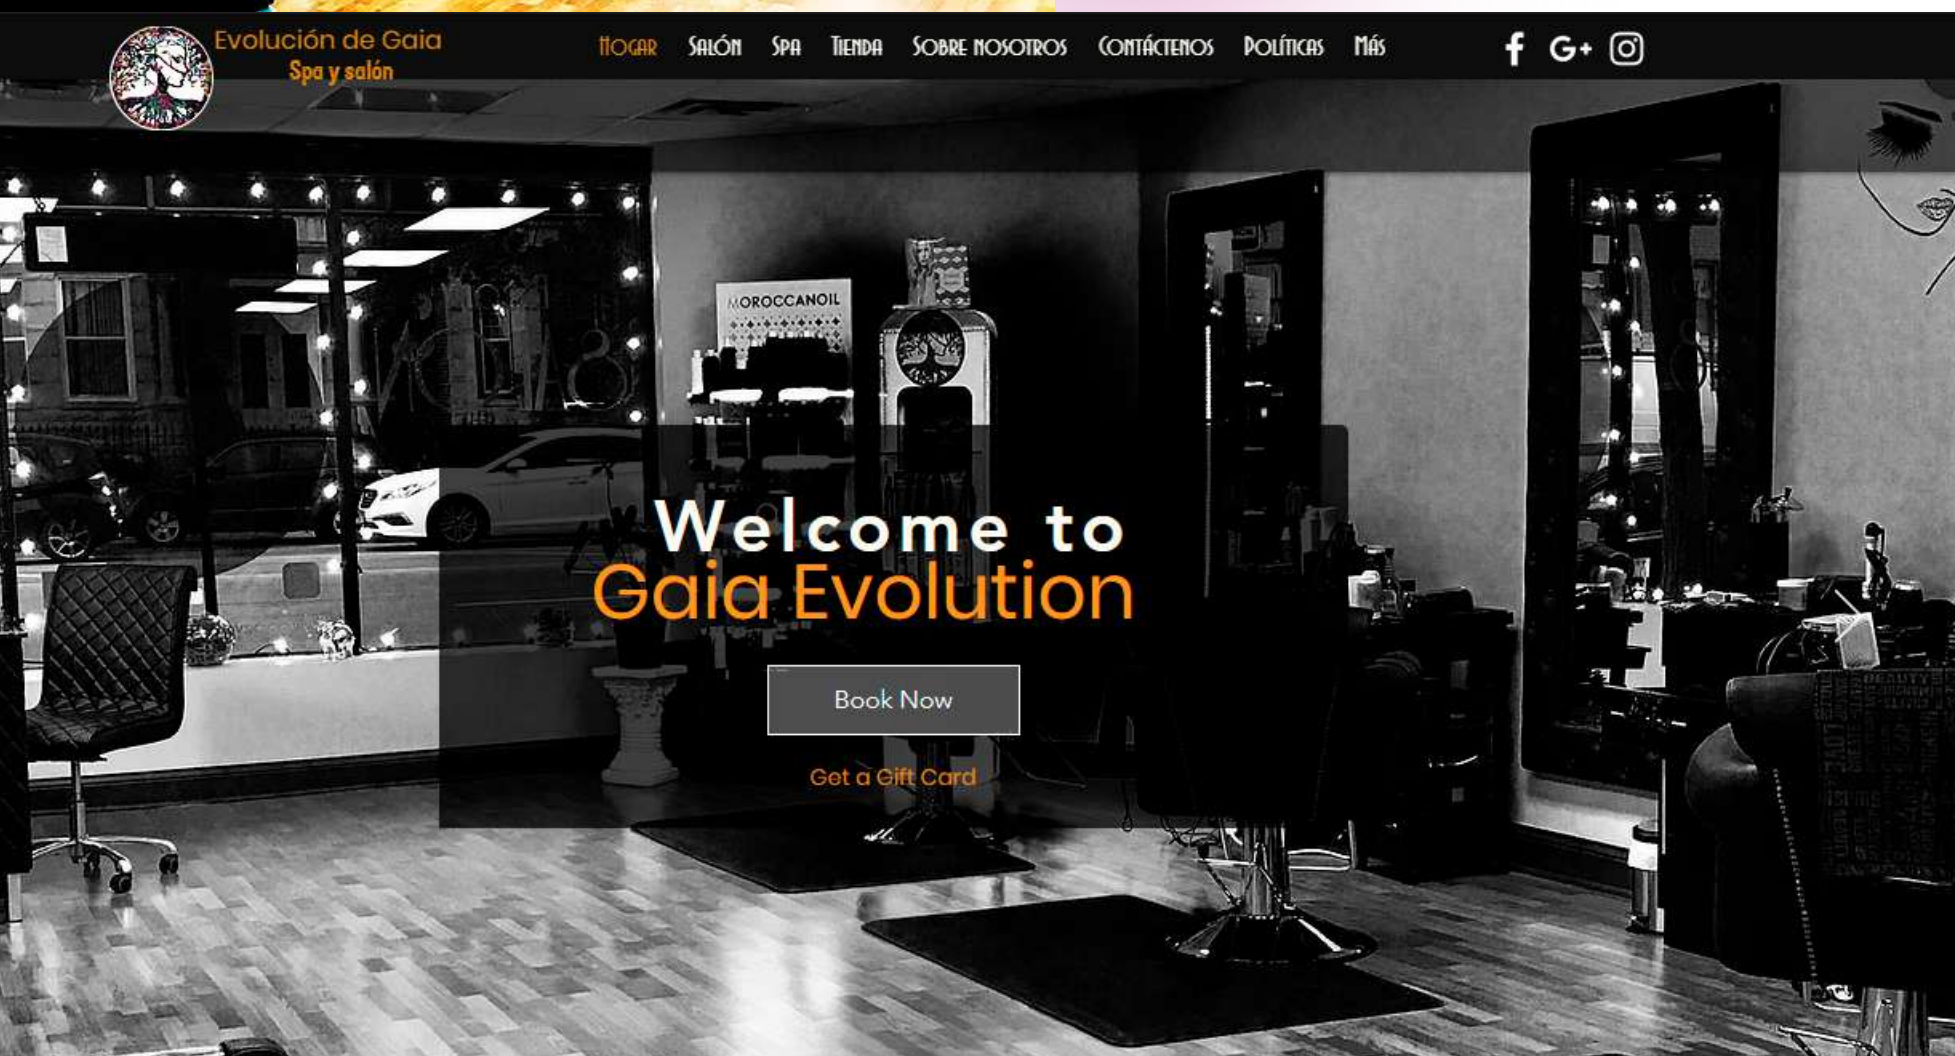 Evolución de Gaia
Spa y salón
Hogar Salón Spa Tienda Sobre nosotros Contáctenos Políticas Más
f G+
MOROCCANOIL
Welcome to
Gaia Evolution
Book Now
Get a Gift Card